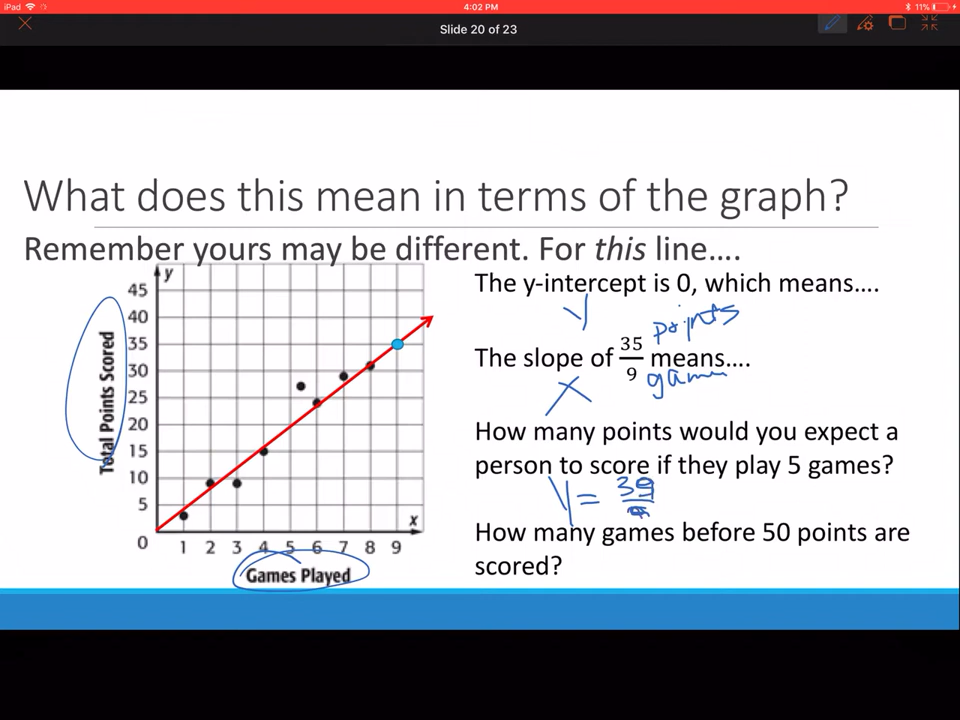 iPad 4:02 PM 11%
Slide 20 of 23
What does this mean in terms of the graph?
Remember yours may be different. For this line....
y
45
40
35
30
25
20
15
10
5
0
1 2 3 4 5 6 7 8 9
x
Total Points Scored
Games Played
The y-intercept is 0, which means....
y
points
The slope of 35/9 means....
game
x
How many points would you expect a
person to score if they play 5 games?
y = 39
How many games before 50 points are
scored?